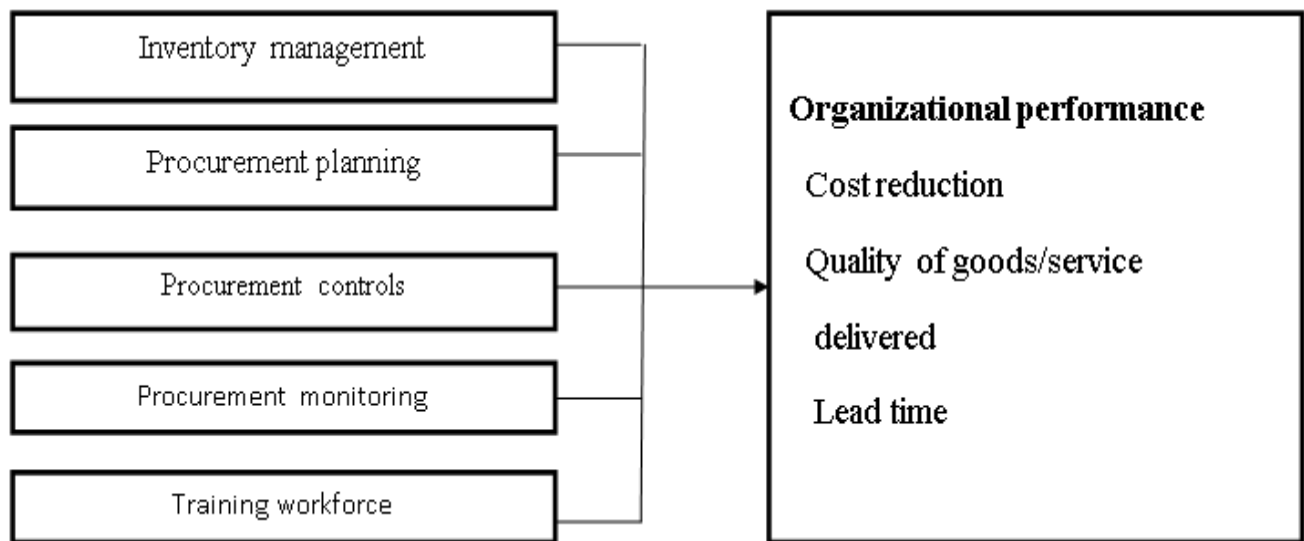 Inventory management
Procurement planning
Procurement controls
Procurement monitoring
Training workforce
Organizational performance
Cost reduction
Quality of goods/service
delivered
Lead time